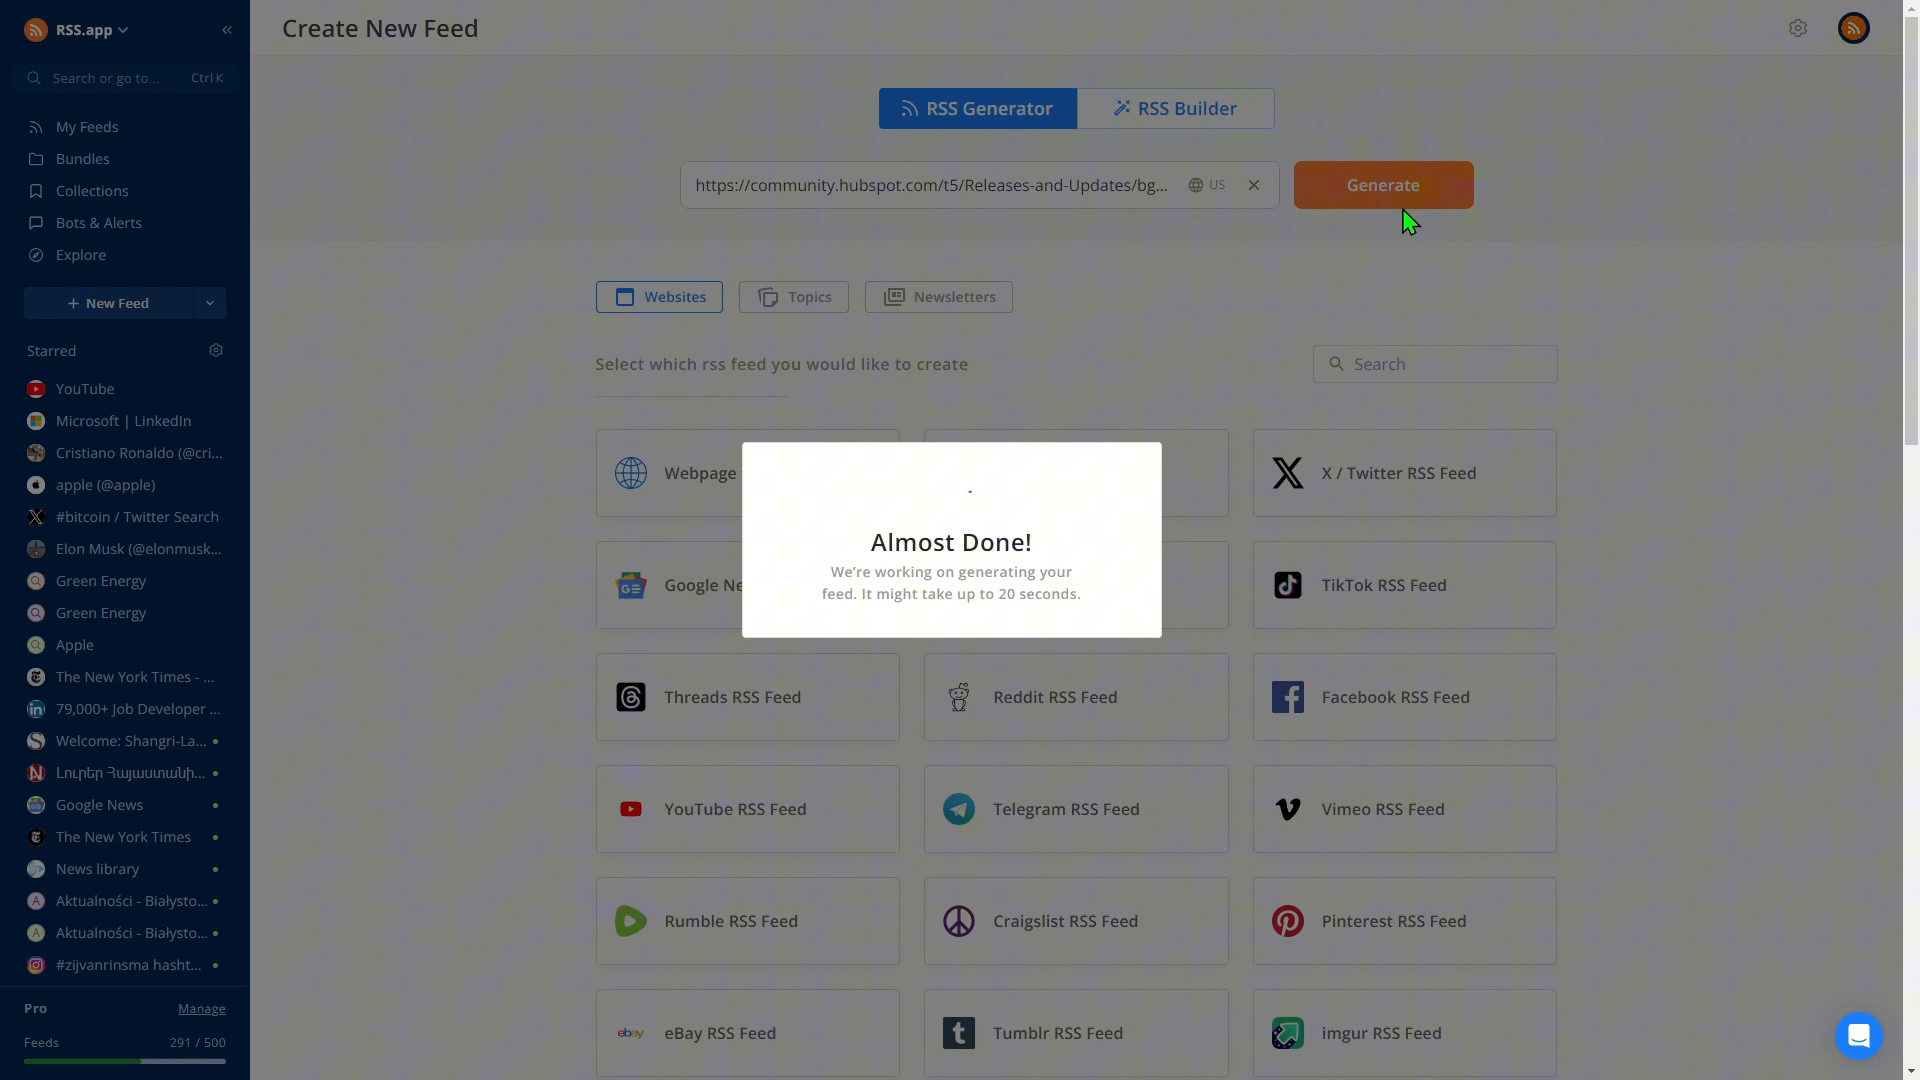 RSS.app
Create New Feed
Search or go to... Ctrl K
RSS Generator
RSS Builder
My Feeds
Bundles
https://community.hubspot.com/t5/Releases-and-Updates/bg... US
Generate
Collections
Bots & Alerts
Explore
+ New Feed
Websites
Topics
Newsletters
Starred
Select which rss feed you would like to create
Search
YouTube
Microsoft | LinkedIn
Cristiano Ronaldo (@cri...
apple (@apple)
#bitcoin / Twitter Search
Elon Musk (@elonmusk...
Green Energy
Green Energy
Apple
The New York Times - ...
79,000+ Job Developer ...
Welcome: Shangri-La...
Լուրեր Հայաստանի...
Google News
The New York Times
News library
Aktualności - Białysto...
Aktualności - Białysto...
#zijvanrinsma hasht...
Pro Manage
Feeds 291 / 500
Webpage
X / Twitter RSS Feed
Almost Done!
We're working on generating your
feed. It might take up to 20 seconds.
Google Ne
TikTok RSS Feed
Threads RSS Feed
Reddit RSS Feed
Facebook RSS Feed
YouTube RSS Feed
Telegram RSS Feed
Vimeo RSS Feed
Rumble RSS Feed
Craigslist RSS Feed
Pinterest RSS Feed
ebay
eBay RSS Feed
Tumblr RSS Feed
imgur RSS Feed